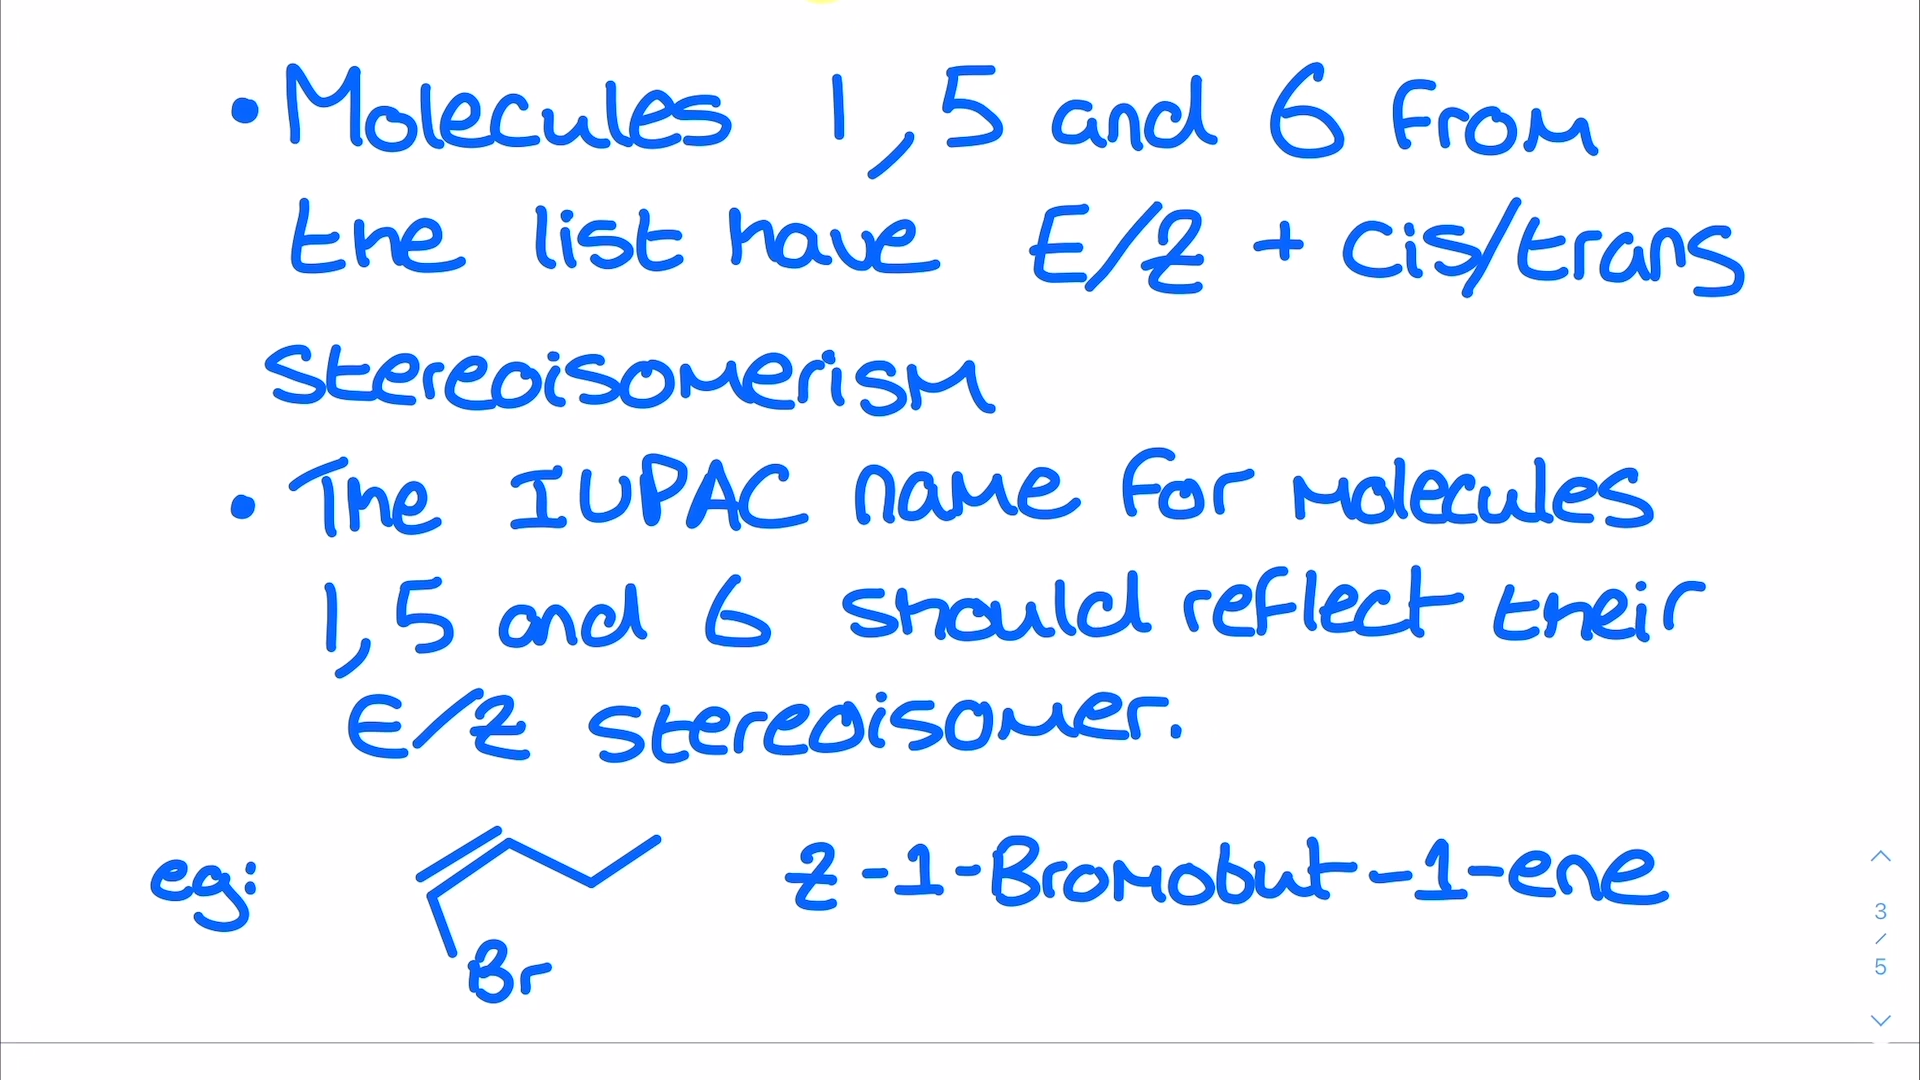 • Molecules 1, 5 and 6 from
the list have E/Z + cis/trans
stereoisomerism
• The IUPAC name for molecules
1, 5 and 6 should reflect their
E/Z stereoisomer.
eg: Z-1-Bromobut-1-ene
Br
3
/
5